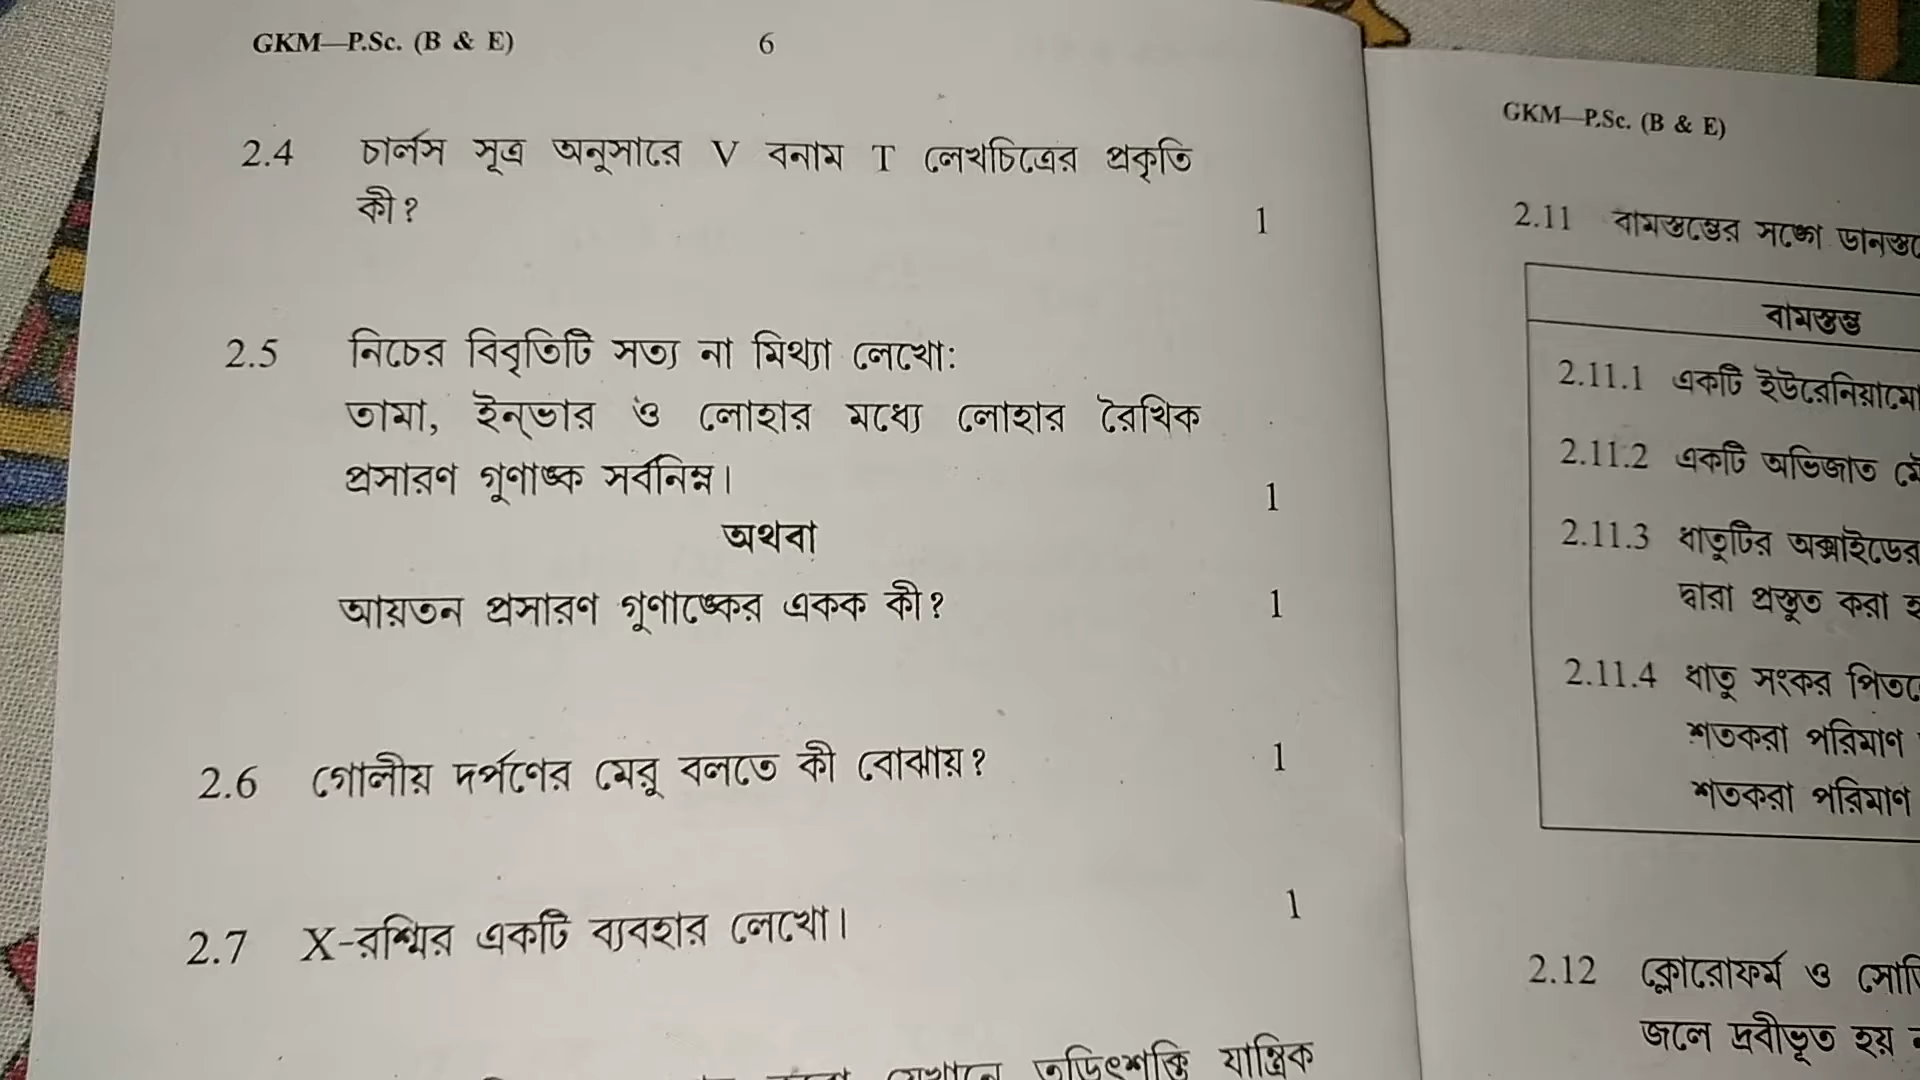 GKM—P.Sc. (B & E) 6
2.4 চার্লস সূত্র অনুসারে V বনাম T লেখচিত্রের প্রকৃতি
কী? 1
2.5 নিচের বিবৃতিটি সত্য না মিথ্যা লেখো:
তামা, ইন্‌ভার ও লোহার মধ্যে লোহার রৈখিক
প্রসারণ গুণাঙ্ক সর্বনিম্ন। 1
অথবা
আয়তন প্রসারণ গুণাঙ্কের একক কী? 1
2.6 গোলীয় দর্পণের মেরু বলতে কী বোঝায়? 1
2.7 X-রশ্মির একটি ব্যবহার লেখো। 1
তড়িৎশক্তি যান্ত্রিক
GKM—P.Sc. (B & E)
2.11 বামস্তম্ভের সঙ্গে
বামস্তম্ভ
2.11.1 একটি
2.11.2 একটি অভিজাত
2.11.3 ধাতুটির অক্সাইডের
দ্বারা প্রস্তুত করা
2.11.4 ধাতু সংকর
শতকরা পরিমাণ
শতকরা পরিমাণ
2.12 ক্লোরোফর্ম ও
জলে দ্রবীভূত হয়